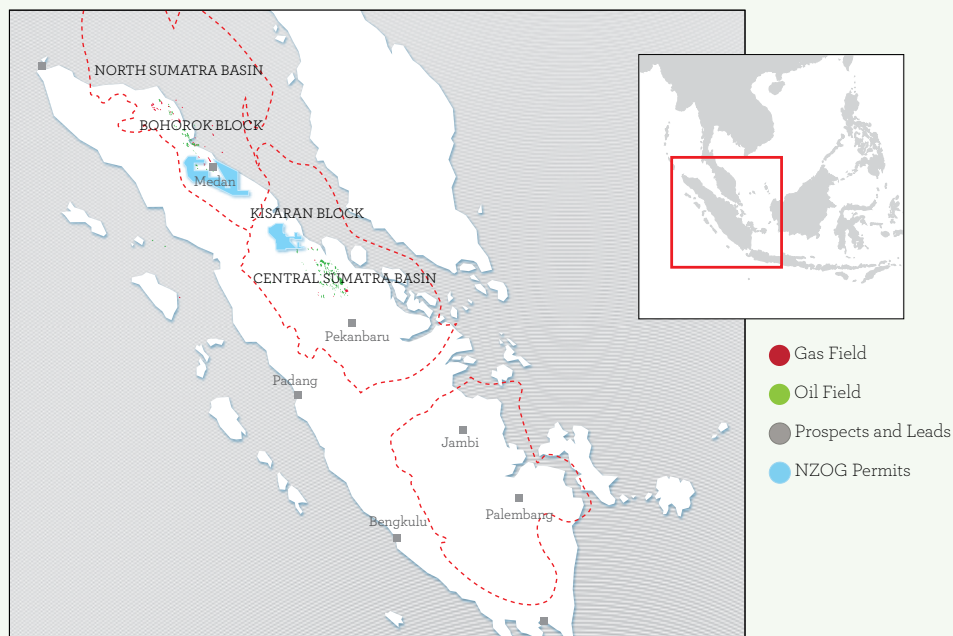 NORTH SUMATRA BASIN
BOHOROK BLOCK
Medan
KISARAN BLOCK
CENTRAL SUMATRA BASIN
Pekanbaru
Padang
Jambi
Palembang
Bengkulu
Gas Field
Oil Field
Prospects and Leads
NZOG Permits